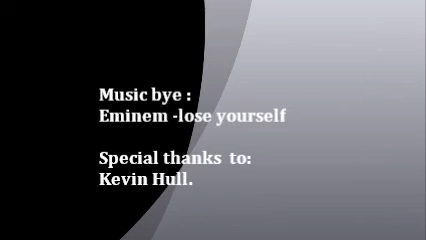 Music bye :
Eminem -lose yourself
Special thanks  to:
Kevin Hull.